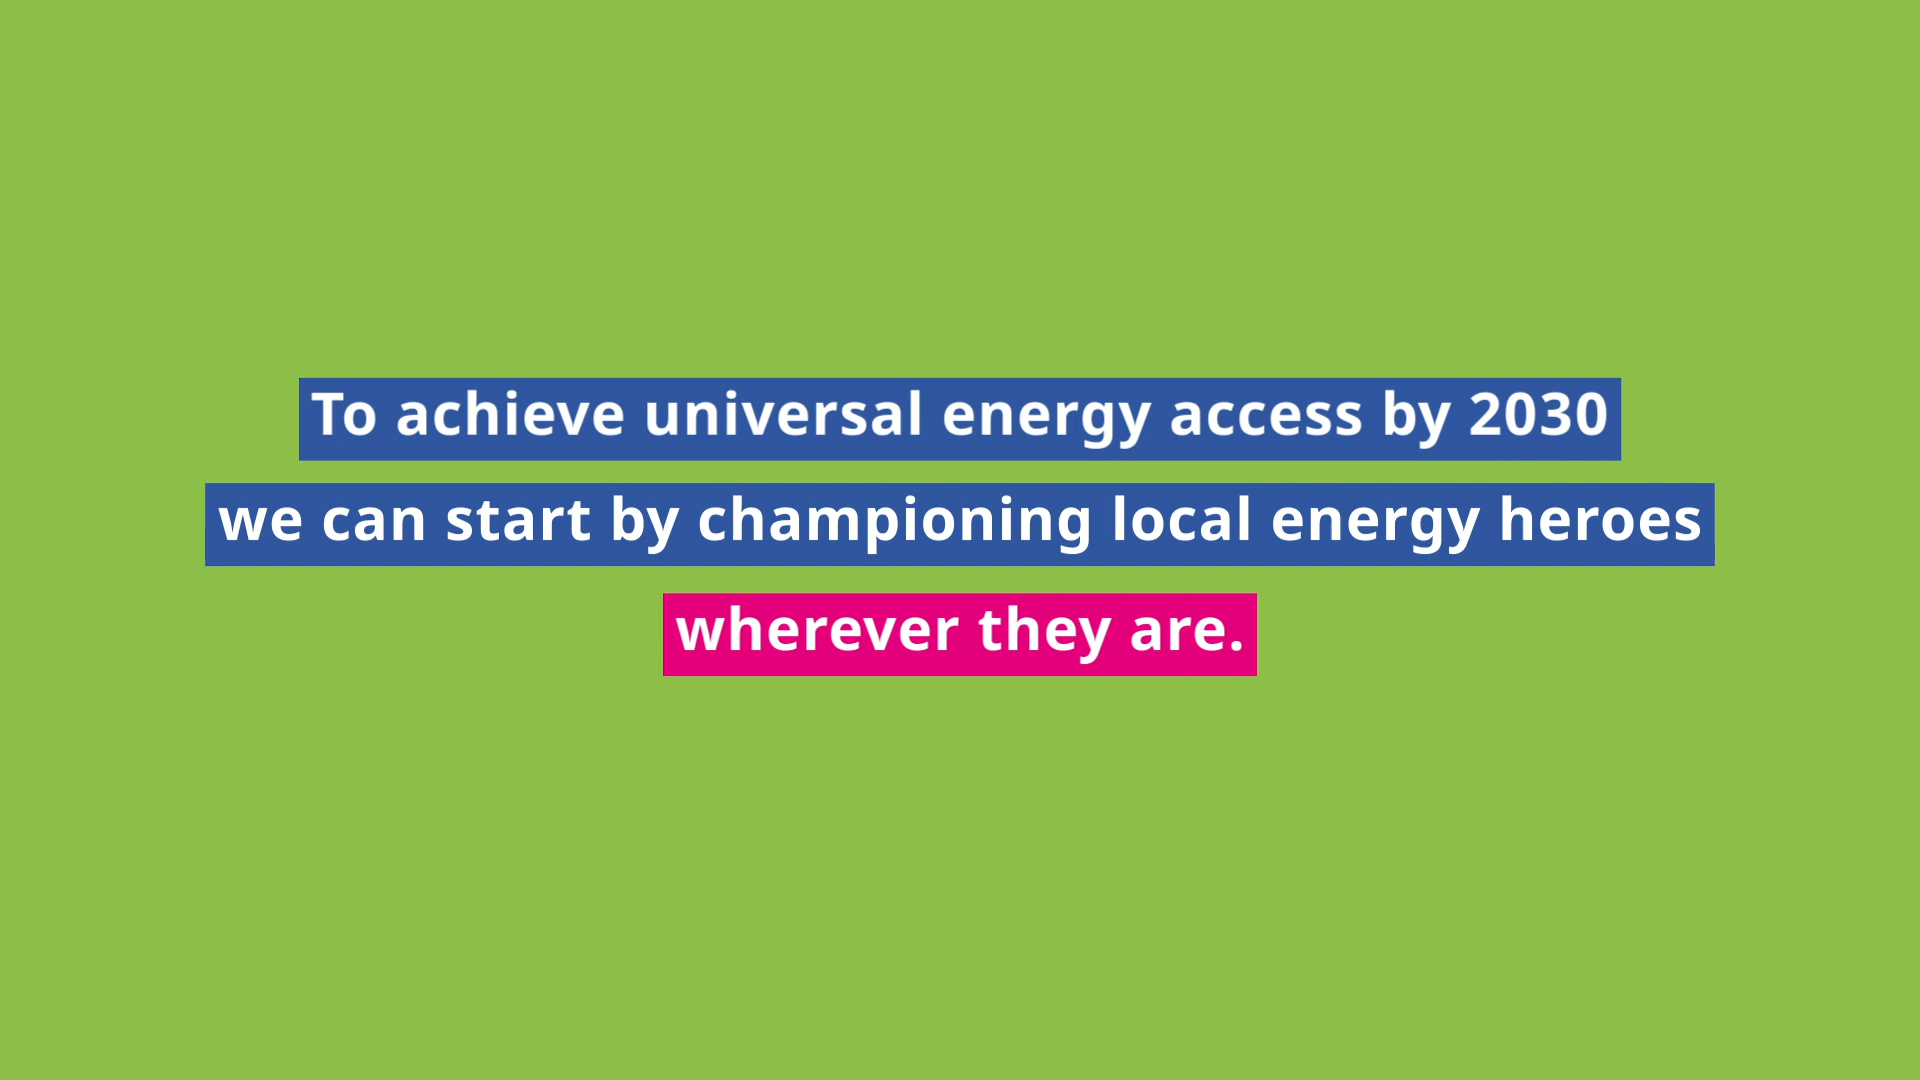 To achieve universal energy access by 2030
we can start by championing local energy heroes
wherever they are.